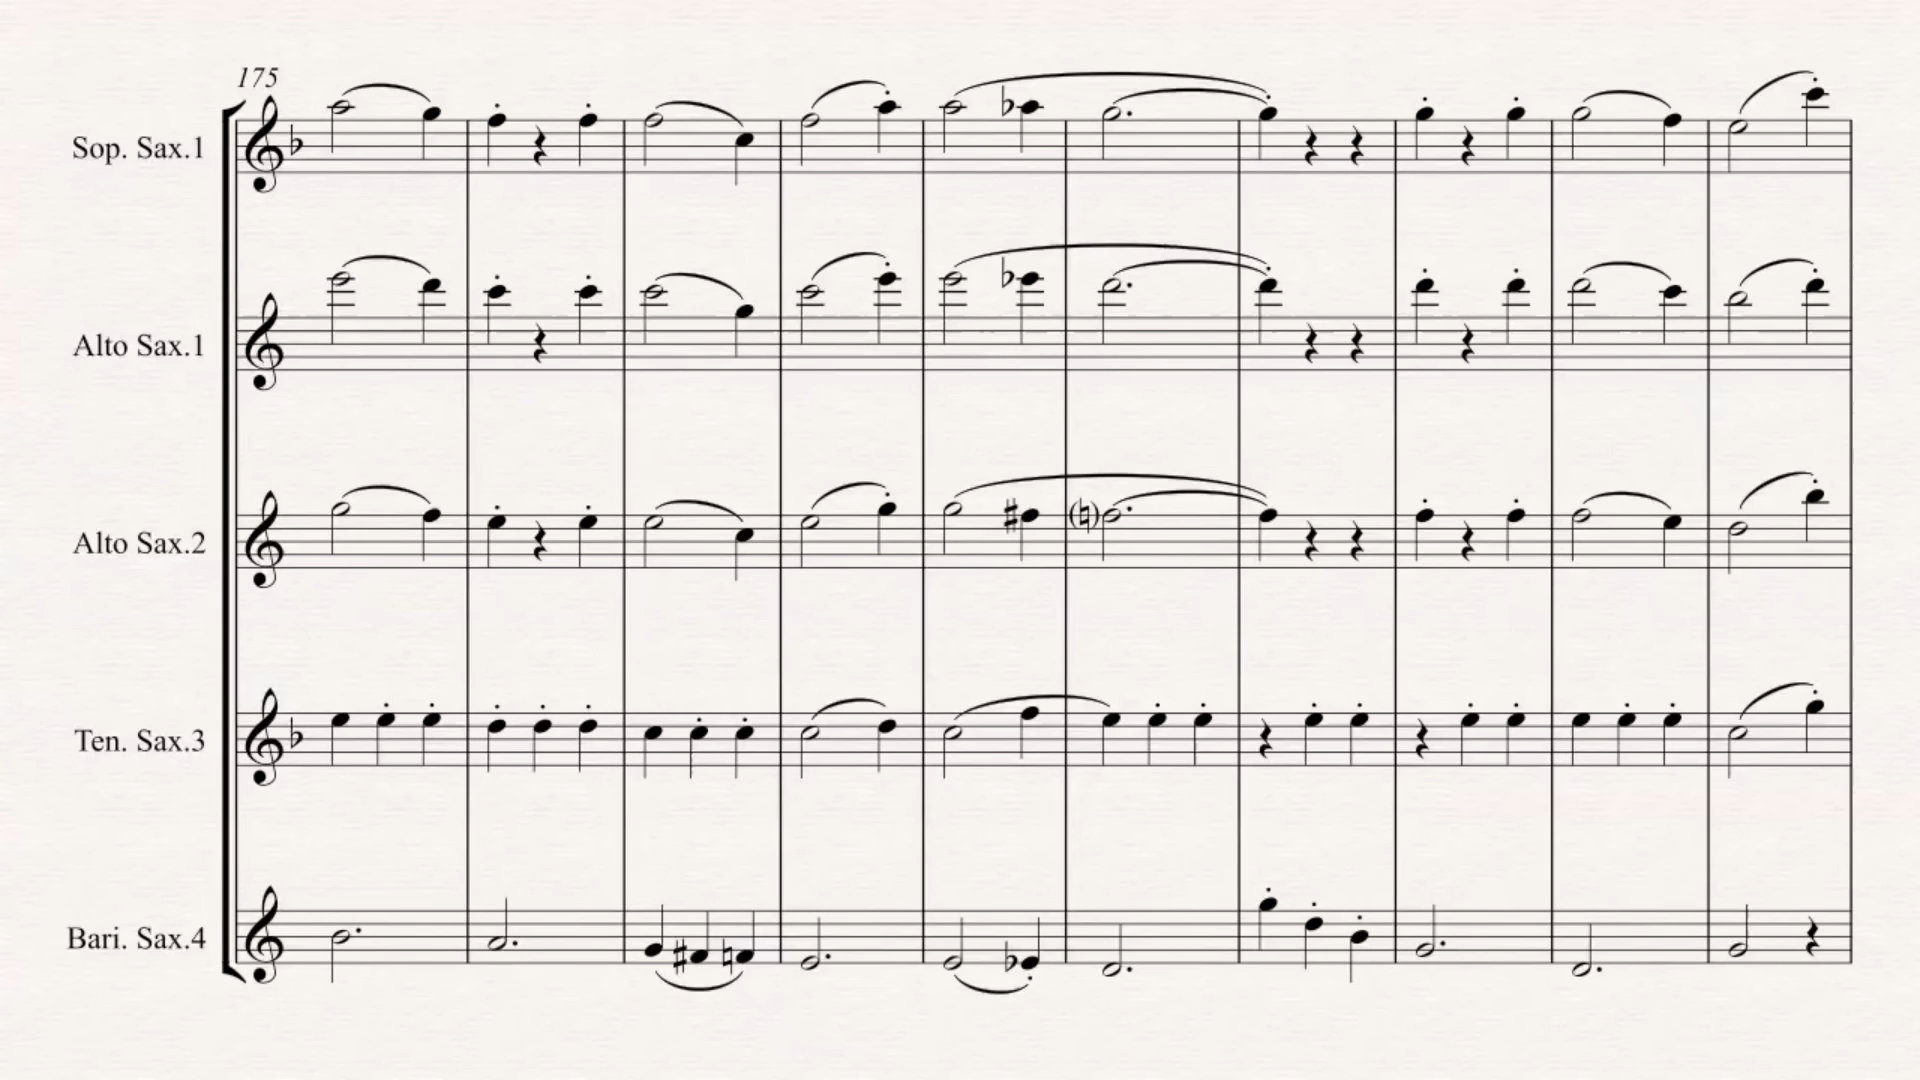 175
Sop. Sax.1
Alto Sax.1
Alto Sax.2
Ten. Sax.3
Bari. Sax.4